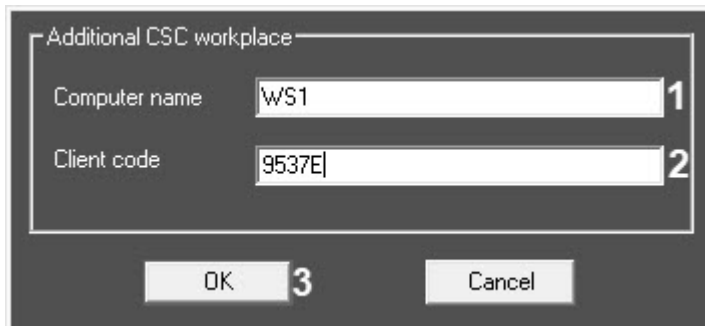 Additional CSC workplace
Computer name WS1 1
Client code 9537E 2
OK 3 Cancel